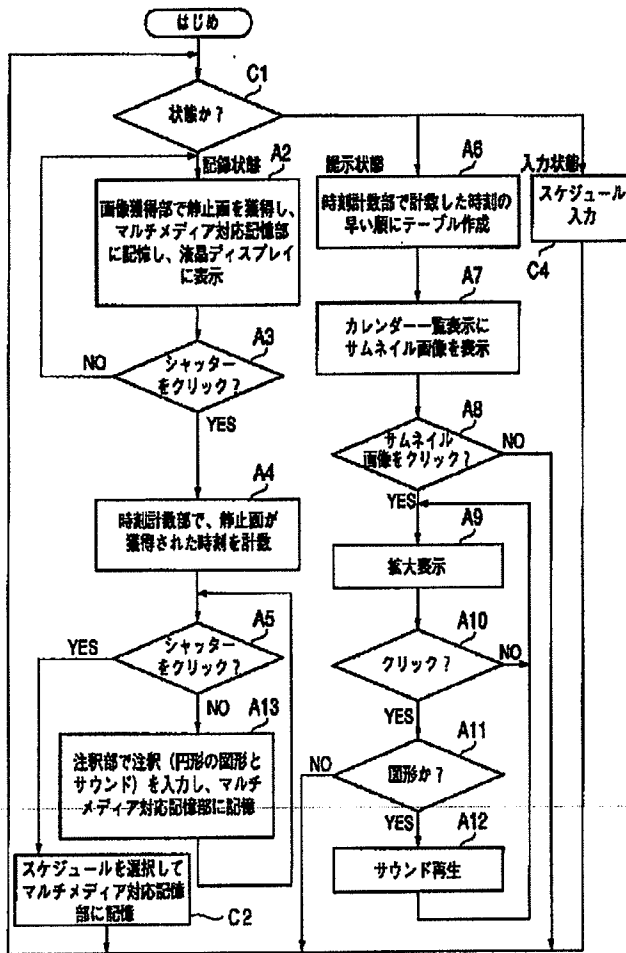 はじめ
C1
状態か？
A2
記録状態
画像獲得部で静止画を獲得し、
マルチメディア対応記憶部
に記憶し、液晶ディスプレイ
に表示
A3
NO
シャッター
をクリック？
YES
A4
時刻計数部で、静止画が
獲得された時刻を計数
A5
YES
シャッター
をクリック？
NO
A13
注釈部で注釈（円形の図形と
サウンド）を入力し、マルチ
メディア対応記憶部に記憶
スケジュールを選択して
マルチメディア対応記憶
部に記憶
C2
提示状態
A6
時刻計数部で計数した時刻の
早い順にテーブル作成
A7
カレンダー一覧表示に
サムネイル画像を表示
A8
サムネイル
画像をクリック？
NO
YES
A9
拡大表示
A10
クリック？
NO
YES
A11
NO
図形か？
YES
A12
サウンド再生
入力状態
スケジュール
入力
C4